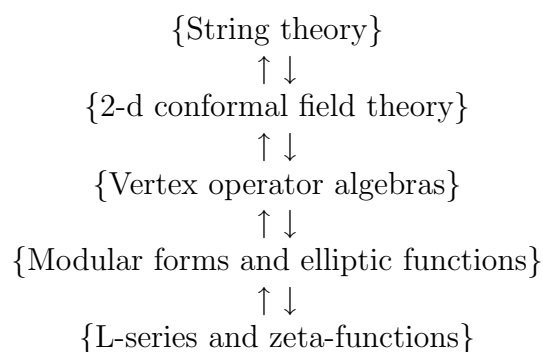 {String theory}
↑ ↓
{2-d conformal field theory}
↑ ↓
{Vertex operator algebras}
↑ ↓
{Modular forms and elliptic functions}
↑ ↓
{L-series and zeta-functions}